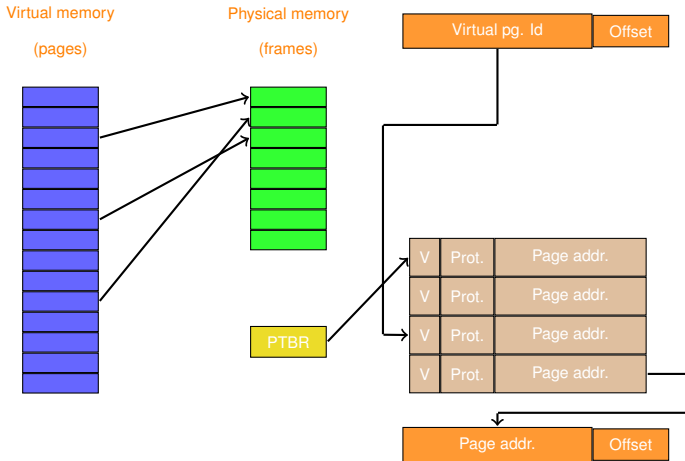 Virtual memory
(pages)
Physical memory
(frames)
Virtual pg. Id Offset
V Prot. Page addr.
V Prot. Page addr.
V Prot. Page addr.
V Prot. Page addr.
PTBR
Page addr. Offset